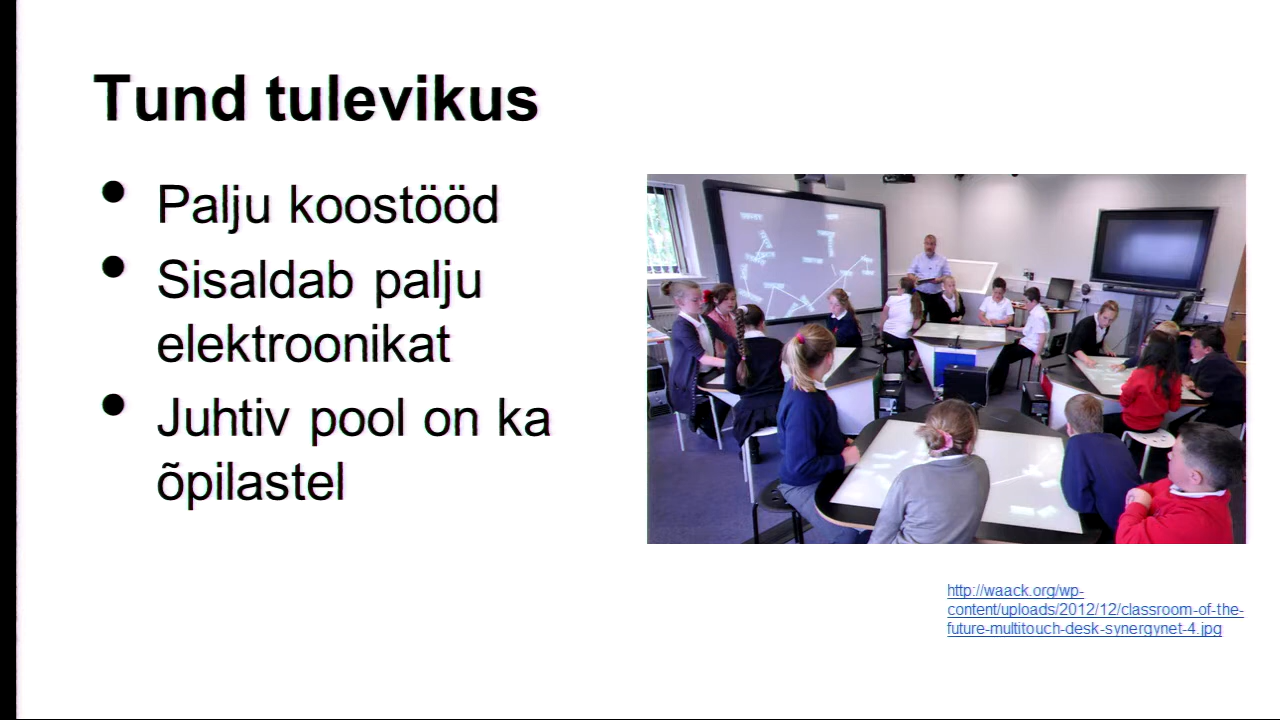 Tund tulevikus
• Palju koostööd
• Sisaldab palju
elektroonikat
• Juhtiv pool on ka
õpilastel
http://waack.org/wp-
content/uploads/2012/12/classroom-of-the-
future-multitouch-desk-synergynet-4.jpg